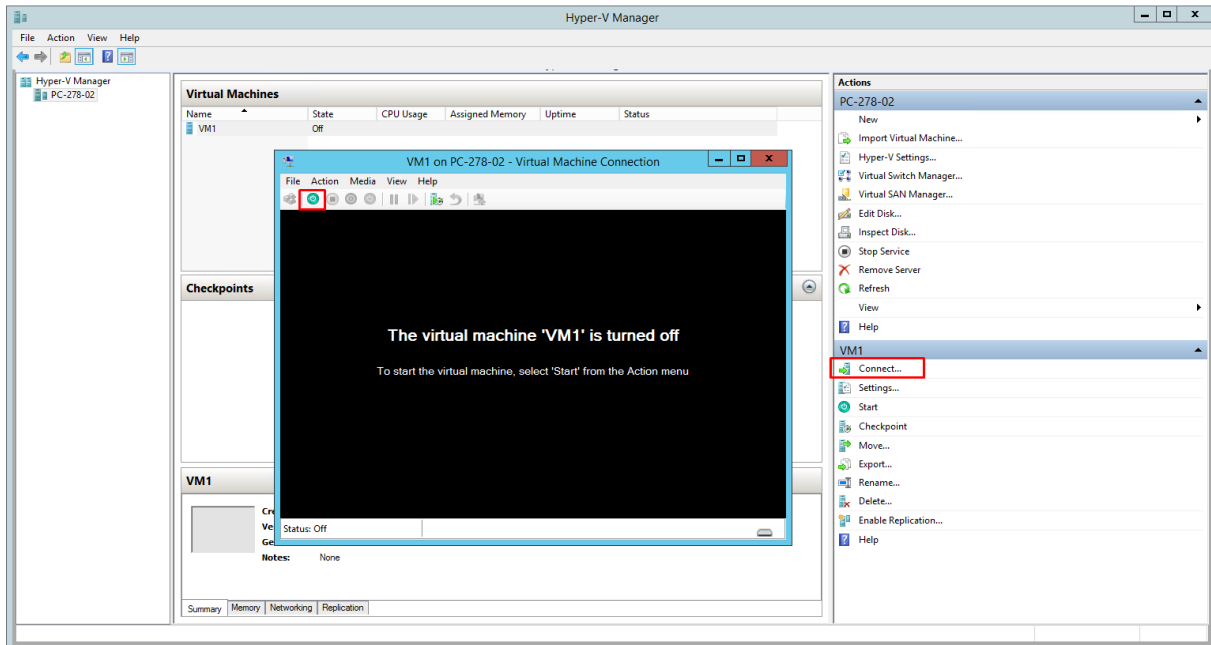 Hyper-V Manager
File Action View Help
Hyper-V Manager
PC-278-02
Virtual Machines
Name State CPU Usage Assigned Memory Uptime Status
VM1 Off
VM1 on PC-278-02 - Virtual Machine Connection
File Action Media View Help
The virtual machine 'VM1' is turned off
To start the virtual machine, select 'Start' from the Action menu
Status: Off
Checkpoints
VM1
Notes: None
Summary Memory Networking Replication
Actions
PC-278-02
New
Import Virtual Machine...
Hyper-V Settings...
Virtual Switch Manager...
Virtual SAN Manager...
Edit Disk...
Inspect Disk...
Stop Service
Remove Server
Refresh
View
Help
VM1
Connect...
Settings...
Start
Checkpoint
Move...
Export...
Rename...
Delete...
Enable Replication...
Help